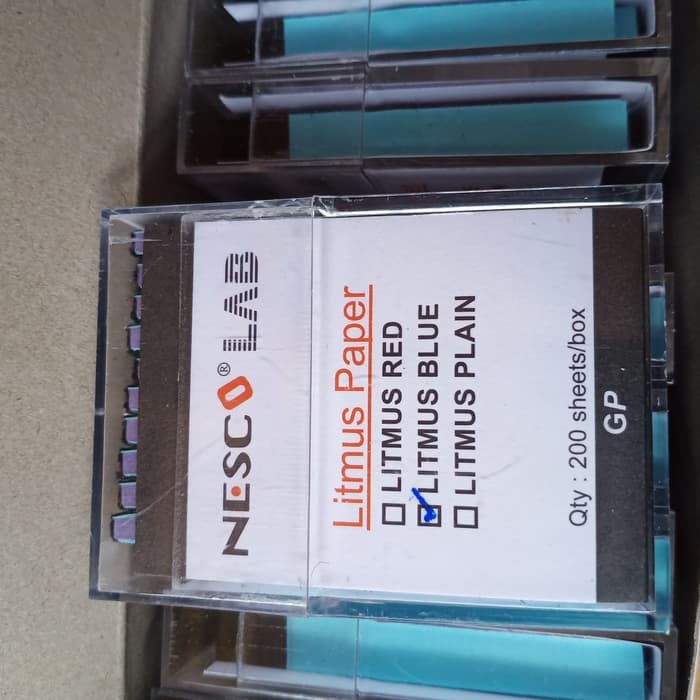 NESCO® LAB
Litmus Paper
LITMUS RED
LITMUS BLUE
LITMUS PLAIN
Qty : 200 sheets/box
GP